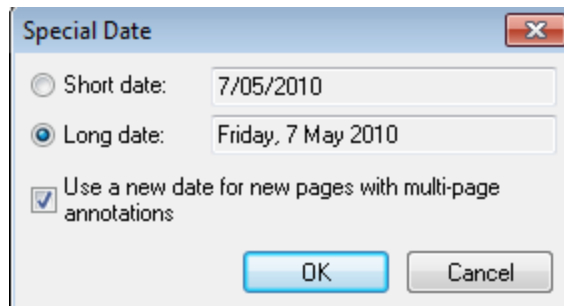 Special Date
Short date: 7/05/2010
Long date: Friday, 7 May 2010
Use a new date for new pages with multi-page
annotations
OK Cancel